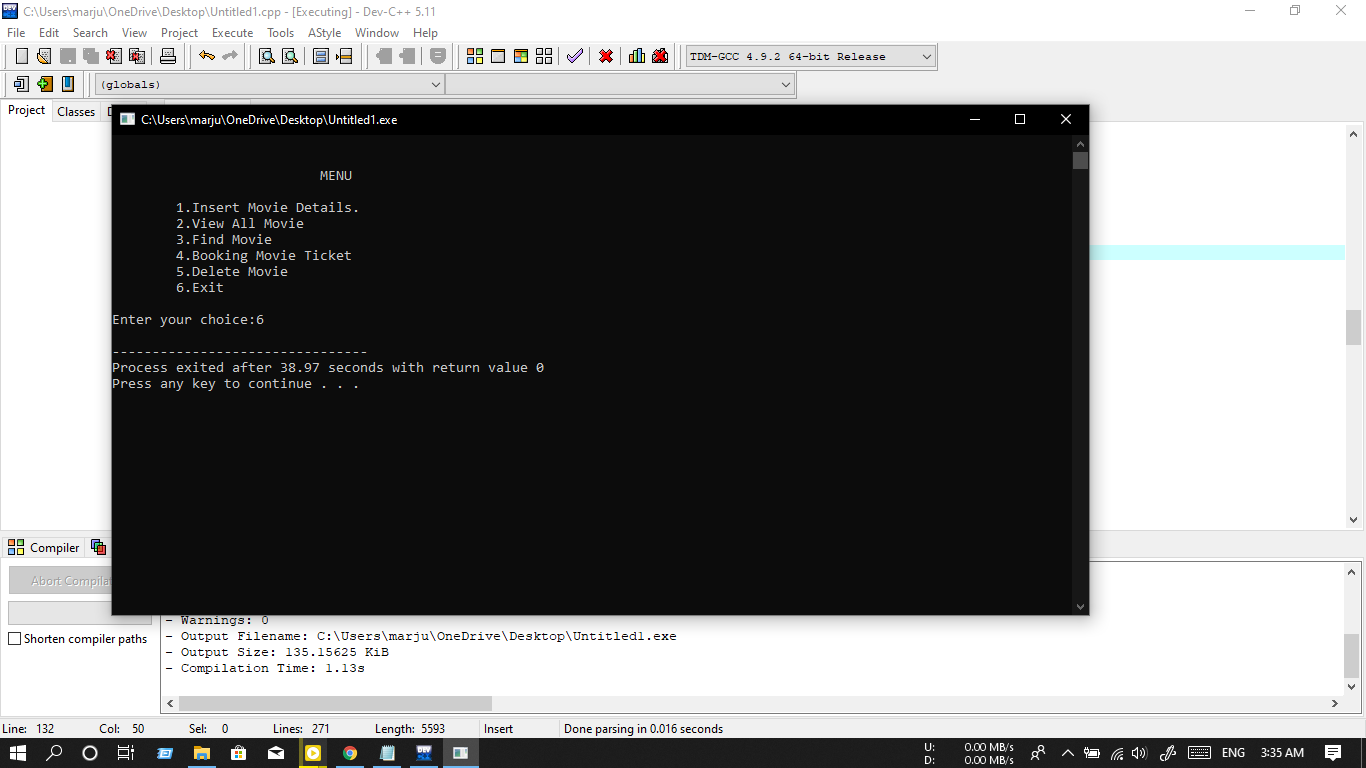 C:\Users\marju\OneDrive\Desktop\Untitled1.cpp - [Executing] - Dev-C++ 5.11
File Edit Search View Project Execute Tools AStyle Window Help
TDM-GCC 4.9.2 64-bit Release
(globals)
Project Classes
C:\Users\marju\OneDrive\Desktop\Untitled1.exe
MENU
1.Insert Movie Details.
2.View All Movie
3.Find Movie
4.Booking Movie Ticket
5.Delete Movie
6.Exit
Enter your choice:6
--------------------------------
Process exited after 38.97 seconds with return value 0
Press any key to continue . . .
Compiler
Abort Compilat
Shorten compiler paths
- Warnings: 0
- Output Filename: C:\Users\marju\OneDrive\Desktop\Untitled1.exe
- Output Size: 135.15625 KiB
- Compilation Time: 1.13s
Line: 132 Col: 50 Sel: 0 Lines: 271 Length: 5593 Insert Done parsing in 0.016 seconds
U: 0.00 MB/s
D: 0.00 MB/s
ENG 3:35 AM